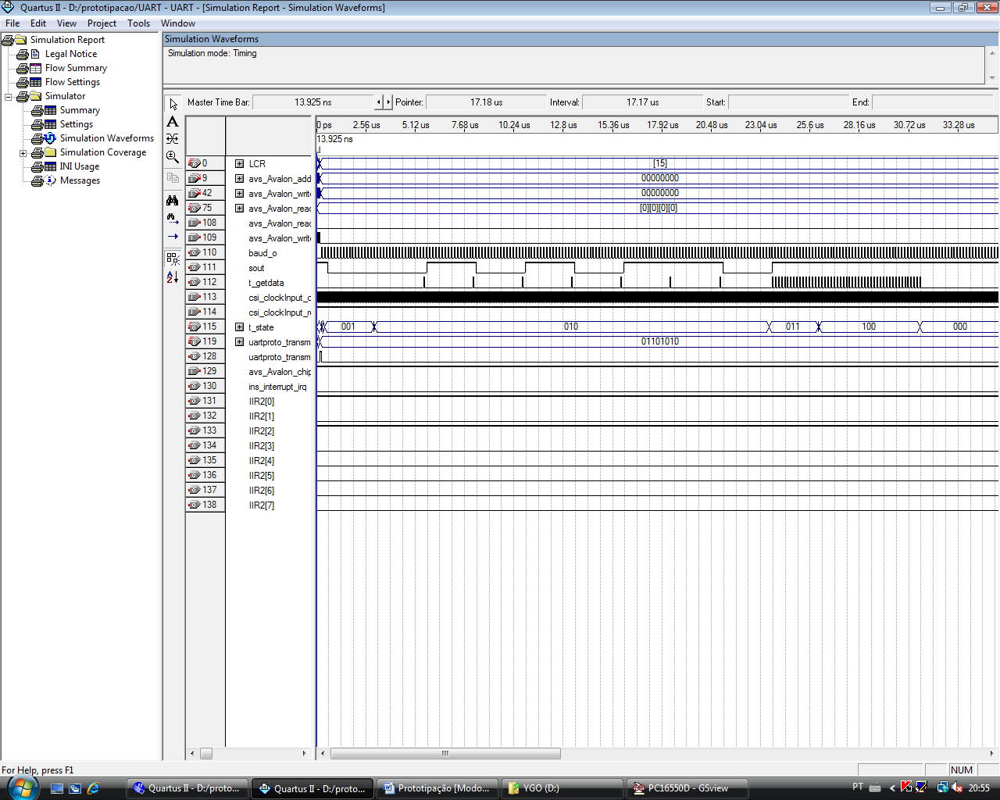 Quartus II - D:/prototipacao/UART - UART - [Simulation Report - Simulation Waveforms]
File Edit View Project Tools Window
Simulation Report
Legal Notice
Flow Summary
Flow Settings
Simulator
Summary
Settings
Simulation Waveforms
Simulation Coverage
INI Usage
Messages
Simulation Waveforms
Simulation mode: Timing
Master Time Bar: 13.925 ns Pointer: 17.18 us Interval: 17.17 us Start: End:
0 ps 2.56 us 5.12 us 7.68 us 10.24 us 12.8 us 15.36 us 17.92 us 20.48 us 23.04 us 25.6 us 28.16 us 30.72 us 33.28 us
13.925 ns
0 LCR [15]
9 avs_Avalon_add 00000000
42 avs_Avalon_write 00000000
75 avs_Avalon_read [0][0][0][0]
108 avs_Avalon_read
109 avs_Avalon_write
110 baud_o
111 sout
112 t_getdata
113 csi_clockInput_c
114 csi_clockInput_r
115 t_state 001 010 011 100 000
119 uartproto_transm 01101010
128 uartproto_transm
129 avs_Avalon_chip
130 ins_interrupt_irq
131 IIR2[0]
132 IIR2[1]
133 IIR2[2]
134 IIR2[3]
135 IIR2[4]
136 IIR2[5]
137 IIR2[6]
138 IIR2[7]
For Help, press F1
NUM
Quartus II - D:/proto...
Quartus II - D:/proto...
Prototipação [Modo...
YGO (D:)
PC16550D - GSview
PT
20:55